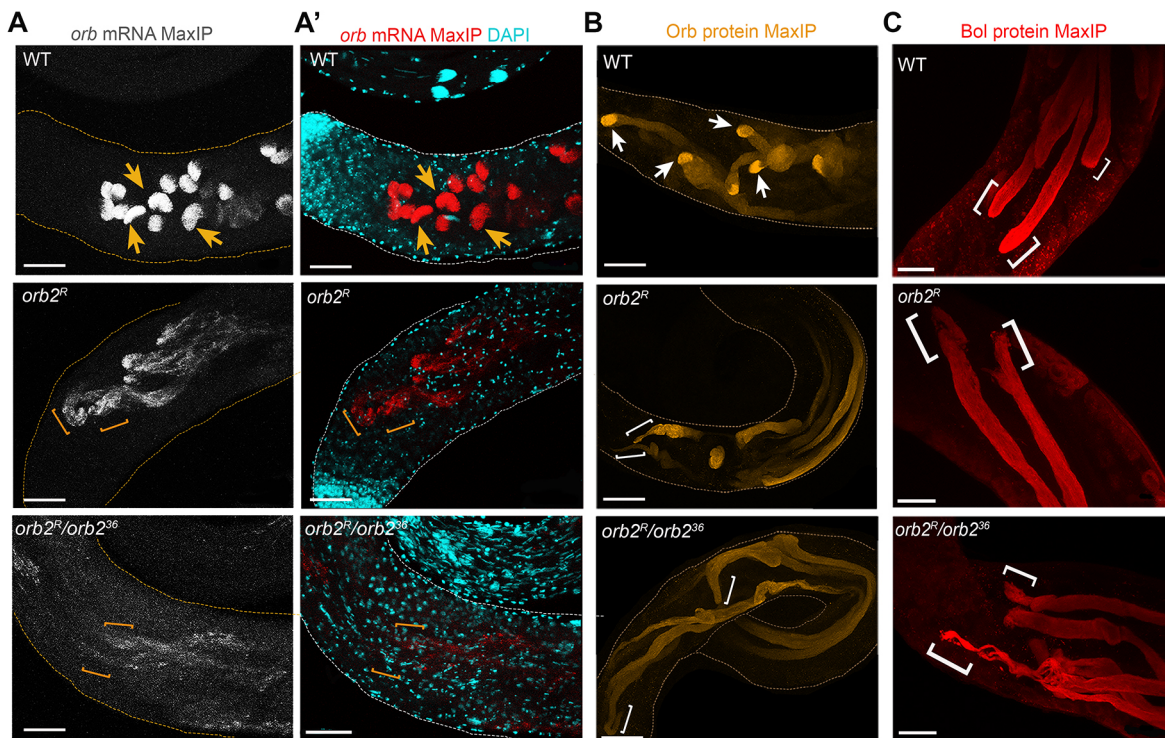 A
orb mRNA MaxIP
WT
orb2ᴿ
orb2ᴿ/orb2³⁶
A’
orb mRNA MaxIP DAPI
WT
orb2ᴿ
orb2ᴿ/orb2³⁶
B
Orb protein MaxIP
WT
orb2ᴿ
orb2ᴿ/orb2³⁶
C
Bol protein MaxIP
WT
orb2ᴿ
orb2ᴿ/orb2³⁶